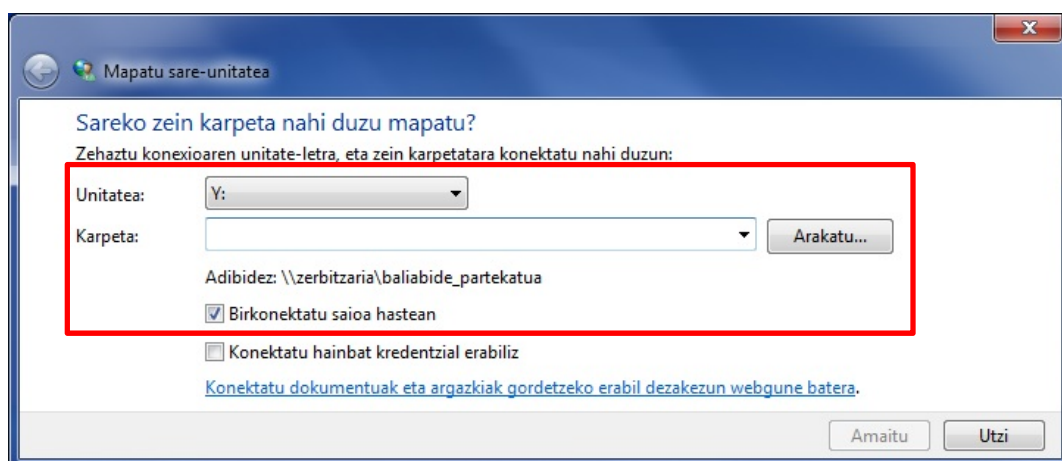 Mapatu sare-unitatea
Sareko zein karpeta nahi duzu mapatu?
Zehaztu konexioaren unitate-letra, eta zein karpetatara konektatu nahi duzun:
Unitatea: Y:
Karpeta: Arakatu...
Adibidez: \\zerbitzaria\baliabide_partekatua
Birkonektatu saioa hastean
Konektatu hainbat kredentzial erabiliz
Konektatu dokumentuak eta argazkiak gordetzeko erabil dezakezun webgune batera.
Amaitu Utzi